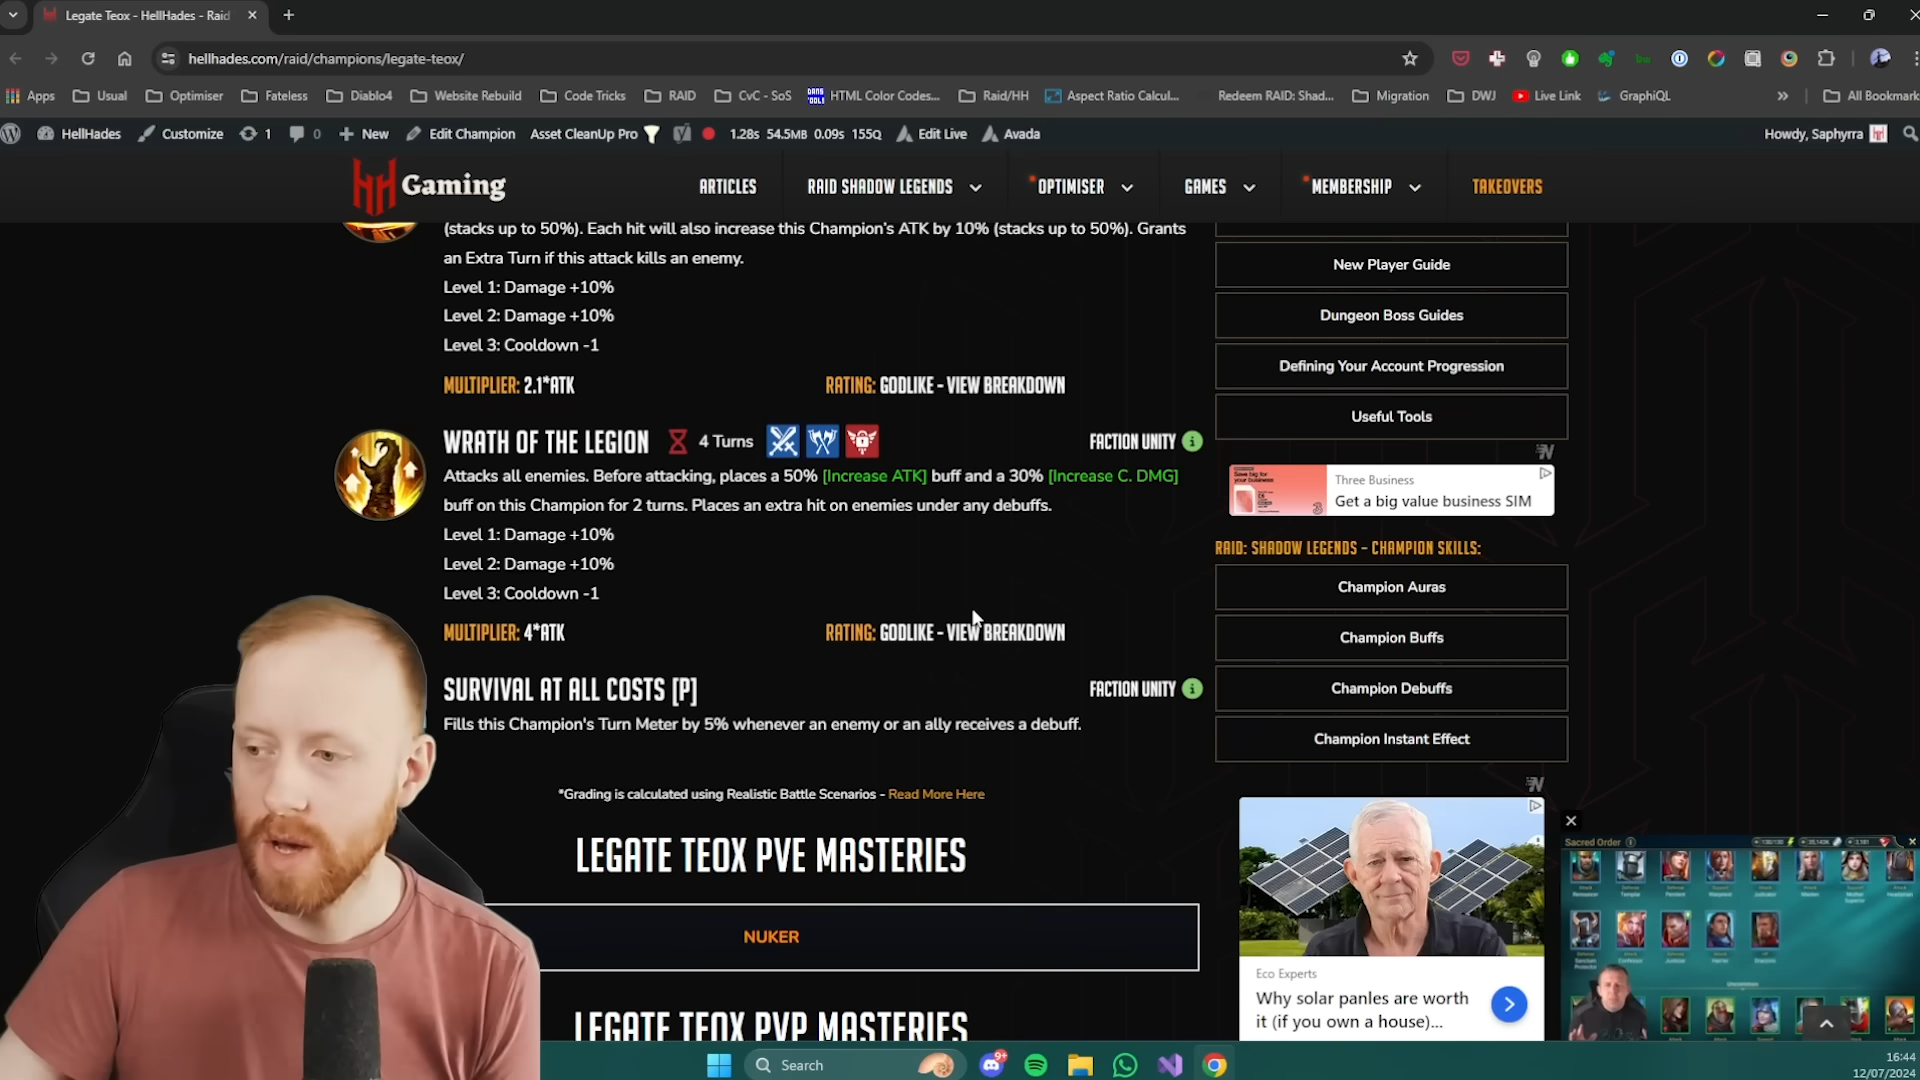 Legate Teox - HellHades - Raid
hellhades.com/raid/champions/legate-teox/
Apps
Usual
Optimiser
Fateless
Diablo4
Website Rebuild
Code Tricks
RAID
CvC - SoS
HTML Color Codes...
Raid/HH
Aspect Ratio Calcul...
Redeem RAID: Shad...
Migration
DWJ
Live Link
GraphiQL
»
All Bookmark
HellHades
Customize
1
0
New
Edit Champion
Asset CleanUp Pro
1.28s 54.5MB 0.09s 155Q
Edit Live
Avada
Howdy, Saphyrra
Gaming
ARTICLES
RAID SHADOW LEGENDS
OPTIMISER
GAMES
MEMBERSHIP
TAKEOVERS
(stacks up to 50%). Each hit will also increase this Champion's ATK by 10% (stacks up to 50%). Grants
an Extra Turn if this attack kills an enemy.
Level 1: Damage +10%
Level 2: Damage +10%
Level 3: Cooldown -1
MULTIPLIER: 2.1*ATK
RATING: GODLIKE - VIEW BREAKDOWN
WRATH OF THE LEGION
4 Turns
FACTION UNITY
Attacks all enemies. Before attacking, places a 50% [Increase ATK] buff and a 30% [Increase C. DMG]
buff on this Champion for 2 turns. Places an extra hit on enemies under any debuffs.
Level 1: Damage +10%
Level 2: Damage +10%
Level 3: Cooldown -1
MULTIPLIER: 4*ATK
RATING: GODLIKE - VIEW BREAKDOWN
SURVIVAL AT ALL COSTS [P]
FACTION UNITY
Fills this Champion's Turn Meter by 5% whenever an enemy or an ally receives a debuff.
*Grading is calculated using Realistic Battle Scenarios - Read More Here
LEGATE TEOX PVE MASTERIES
NUKER
LEGATE TEOX PVP MASTERIES
New Player Guide
Dungeon Boss Guides
Defining Your Account Progression
Useful Tools
Three Business
Get a big value business SIM
RAID: SHADOW LEGENDS - CHAMPION SKILLS:
Champion Auras
Champion Buffs
Champion Debuffs
Champion Instant Effect
Eco Experts
Why solar panles are worth
it (if you own a house)...
Sacred Order
Search
9+
16:44
12/07/2024